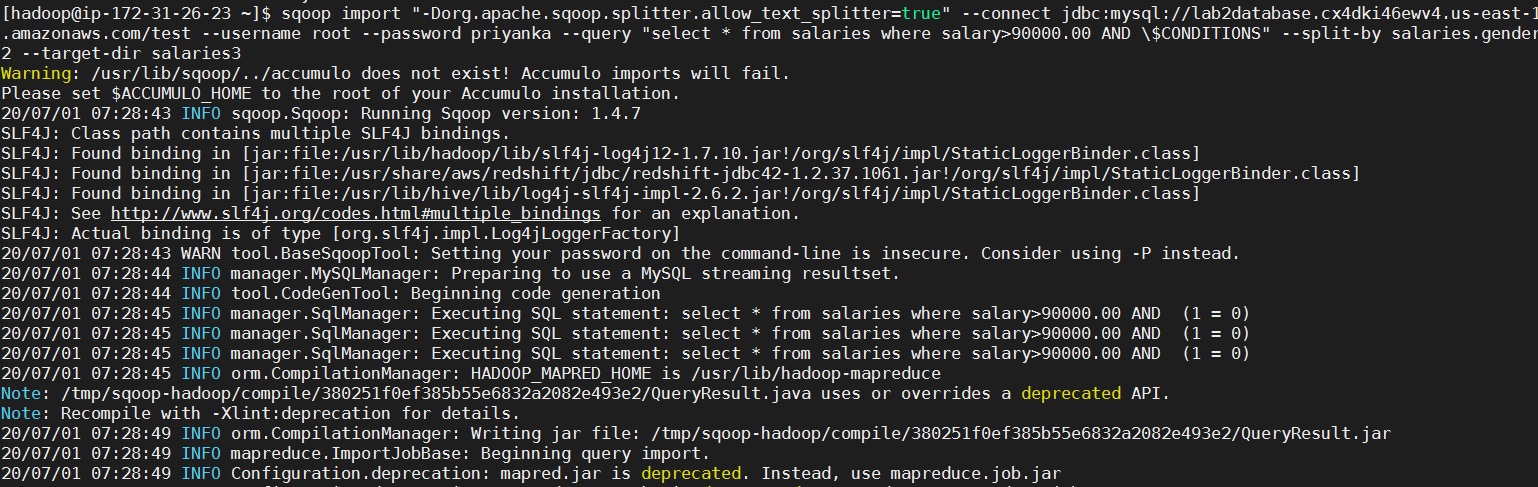 [hadoop@ip-172-31-26-23 ~]$ sqoop import "-Dorg.apache.sqoop.splitter.allow_text_splitter=true" --connect jdbc:mysql://lab2database.cx4dki46ewv4.us-east-1
.amazonaws.com/test --username root --password priyanka --query "select * from salaries where salary>90000.00 AND \$CONDITIONS" --split-by salaries.gender
2 --target-dir salaries3
Warning: /usr/lib/sqoop/../accumulo does not exist! Accumulo imports will fail.
Please set $ACCUMULO_HOME to the root of your Accumulo installation.
20/07/01 07:28:43 INFO sqoop.Sqoop: Running Sqoop version: 1.4.7
SLF4J: Class path contains multiple SLF4J bindings.
SLF4J: Found binding in [jar:file:/usr/lib/hadoop/lib/slf4j-log4j12-1.7.10.jar!/org/slf4j/impl/StaticLoggerBinder.class]
SLF4J: Found binding in [jar:file:/usr/share/aws/redshift/jdbc/redshift-jdbc42-1.2.37.1061.jar!/org/slf4j/impl/StaticLoggerBinder.class]
SLF4J: Found binding in [jar:file:/usr/lib/hive/lib/log4j-slf4j-impl-2.6.2.jar!/org/slf4j/impl/StaticLoggerBinder.class]
SLF4J: See http://www.slf4j.org/codes.html#multiple_bindings for an explanation.
SLF4J: Actual binding is of type [org.slf4j.impl.Log4jLoggerFactory]
20/07/01 07:28:43 WARN tool.BaseSqoopTool: Setting your password on the command-line is insecure. Consider using -P instead.
20/07/01 07:28:44 INFO manager.MySQLManager: Preparing to use a MySQL streaming resultset.
20/07/01 07:28:44 INFO tool.CodeGenTool: Beginning code generation
20/07/01 07:28:45 INFO manager.SqlManager: Executing SQL statement: select * from salaries where salary>90000.00 AND  (1 = 0)
20/07/01 07:28:45 INFO manager.SqlManager: Executing SQL statement: select * from salaries where salary>90000.00 AND  (1 = 0)
20/07/01 07:28:45 INFO manager.SqlManager: Executing SQL statement: select * from salaries where salary>90000.00 AND  (1 = 0)
20/07/01 07:28:45 INFO orm.CompilationManager: HADOOP_MAPRED_HOME is /usr/lib/hadoop-mapreduce
Note: /tmp/sqoop-hadoop/compile/380251f0ef385b55e6832a2082e493e2/QueryResult.java uses or overrides a deprecated API.
Note: Recompile with -Xlint:deprecation for details.
20/07/01 07:28:49 INFO orm.CompilationManager: Writing jar file: /tmp/sqoop-hadoop/compile/380251f0ef385b55e6832a2082e493e2/QueryResult.jar
20/07/01 07:28:49 INFO mapreduce.ImportJobBase: Beginning query import.
20/07/01 07:28:49 INFO Configuration.deprecation: mapred.jar is deprecated. Instead, use mapreduce.job.jar